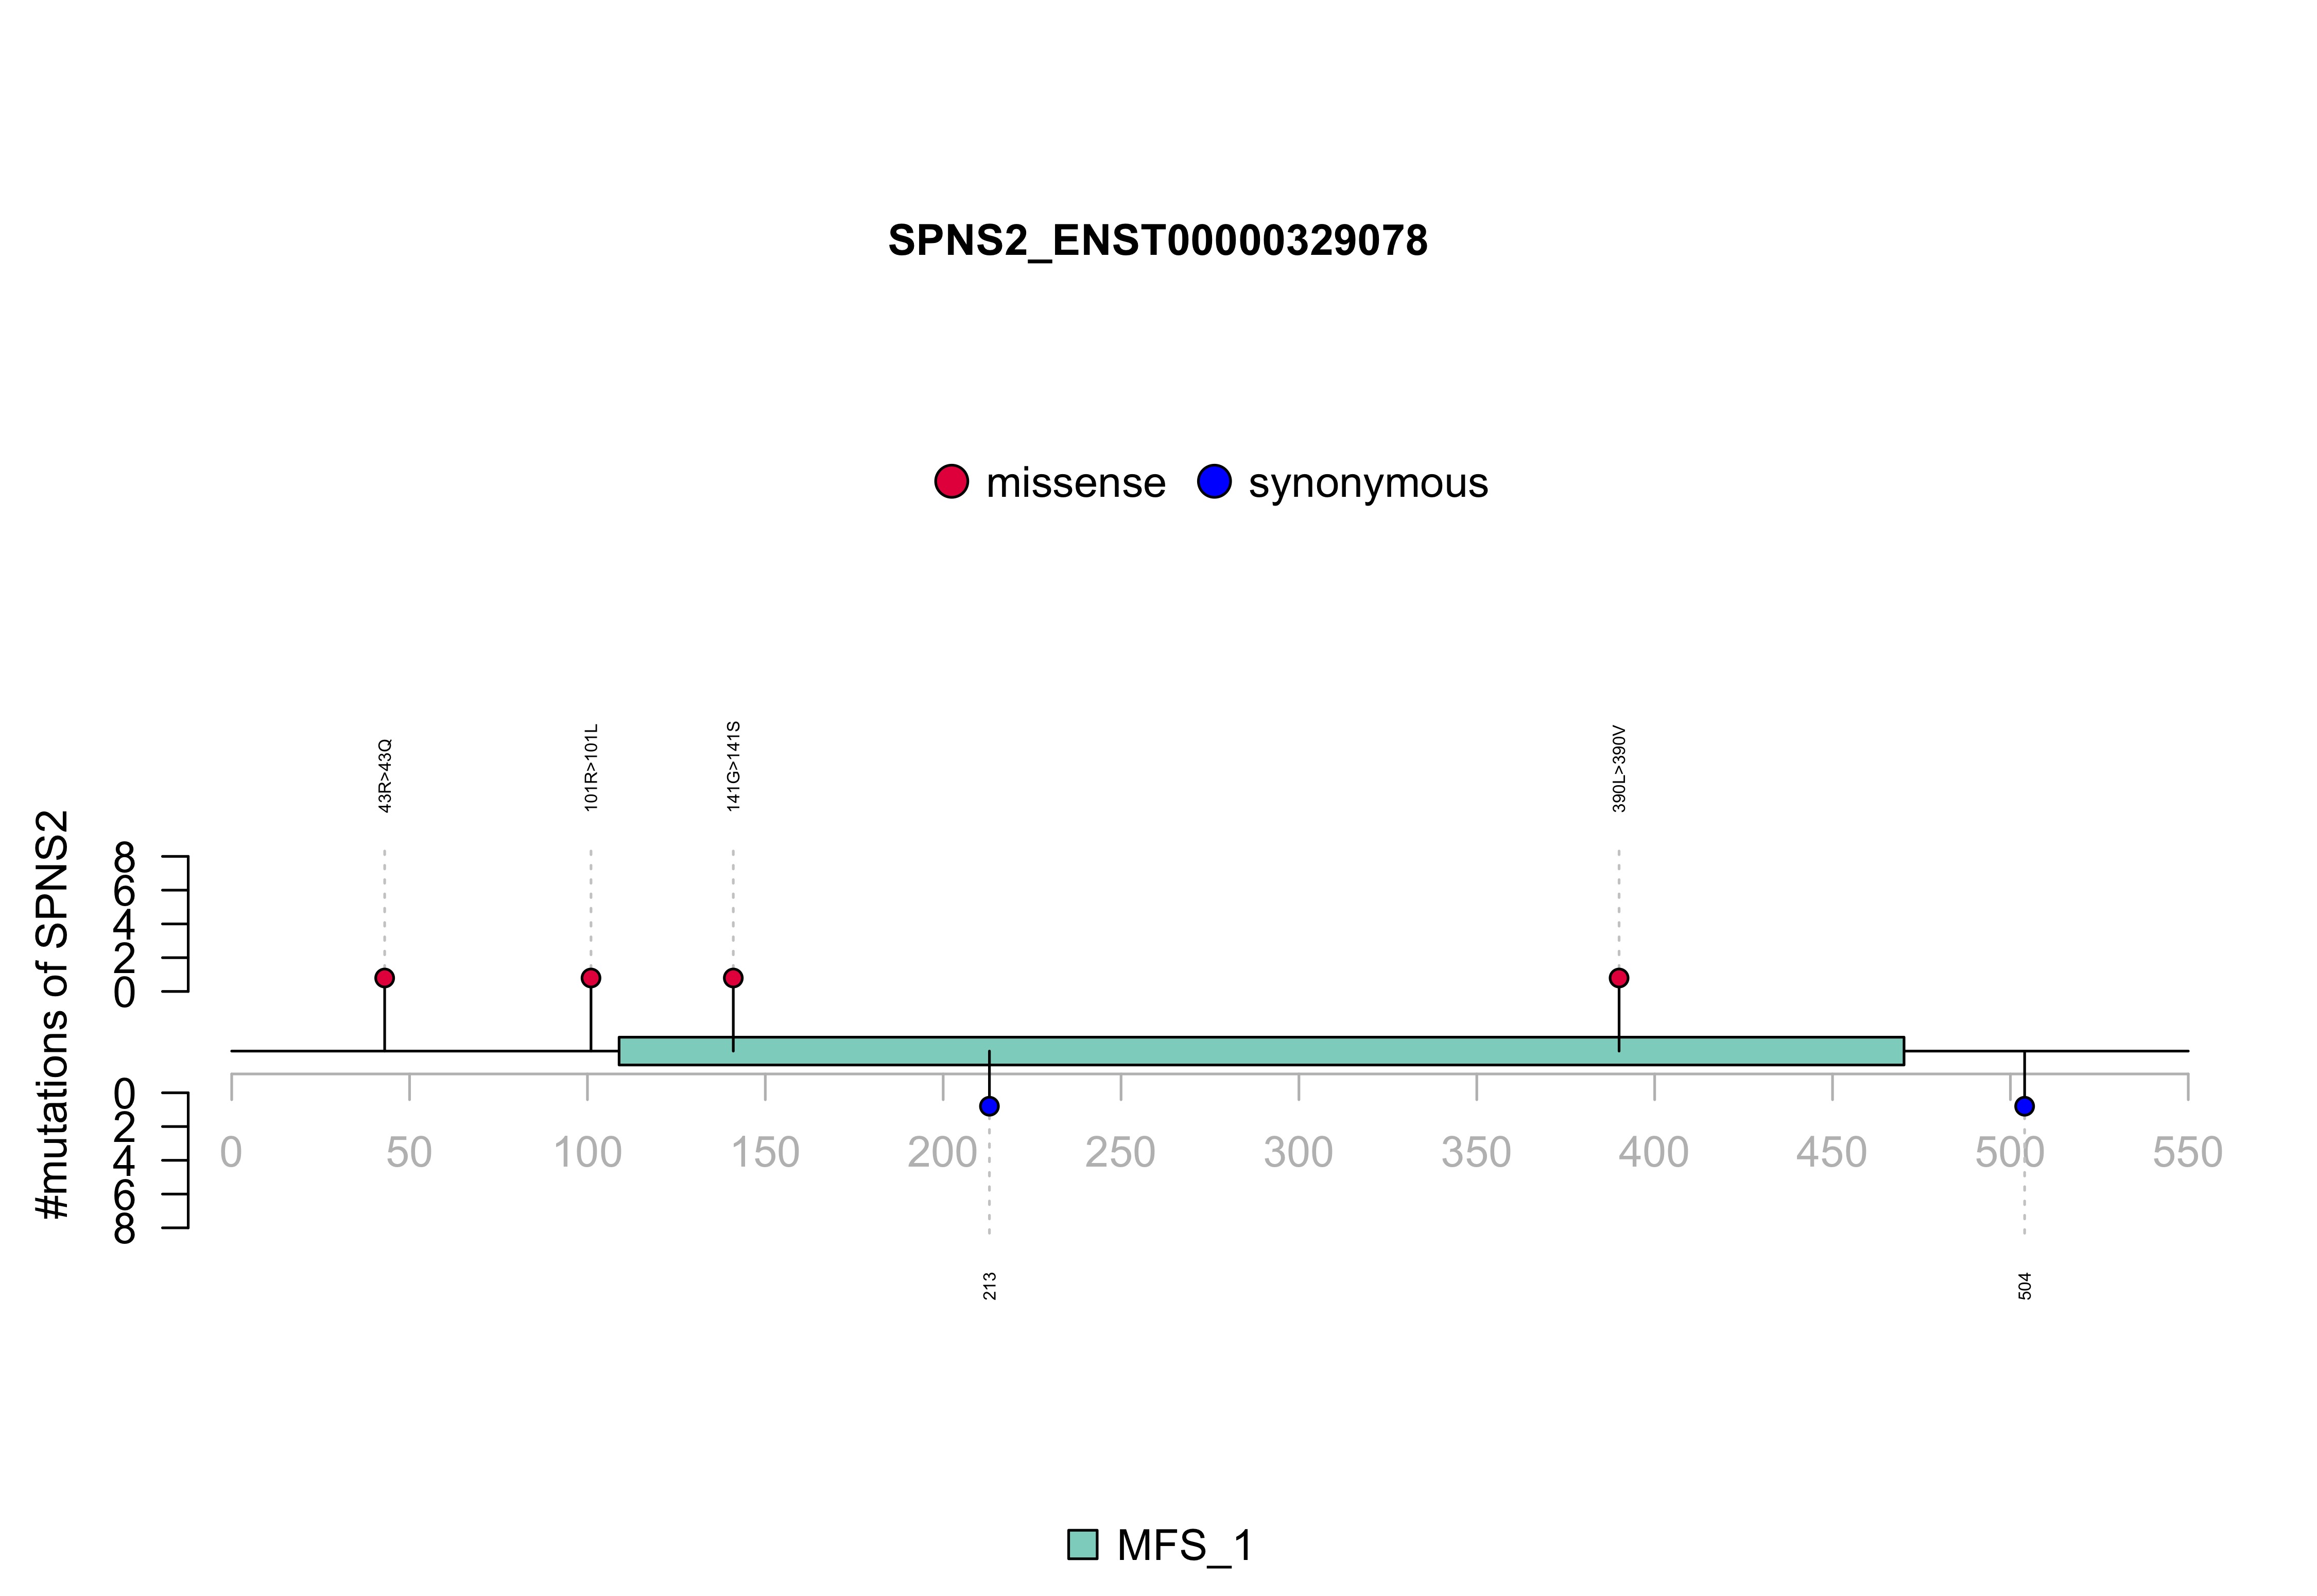 SPNS2_ENST00000329078
missense
synonymous
43R>43Q
101R>101L
141G>141S
390L>390V
#mutations of SPNS2
8
6
4
2
0
0
2
4
6
8
0 50 100 150 200 250 300 350 400 450 500 550
213
504
MFS_1